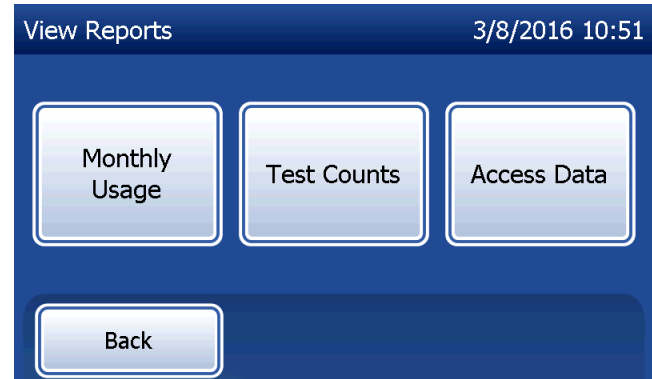 View Reports 3/8/2016 10:51
Monthly
Usage
Test Counts
Access Data
Back